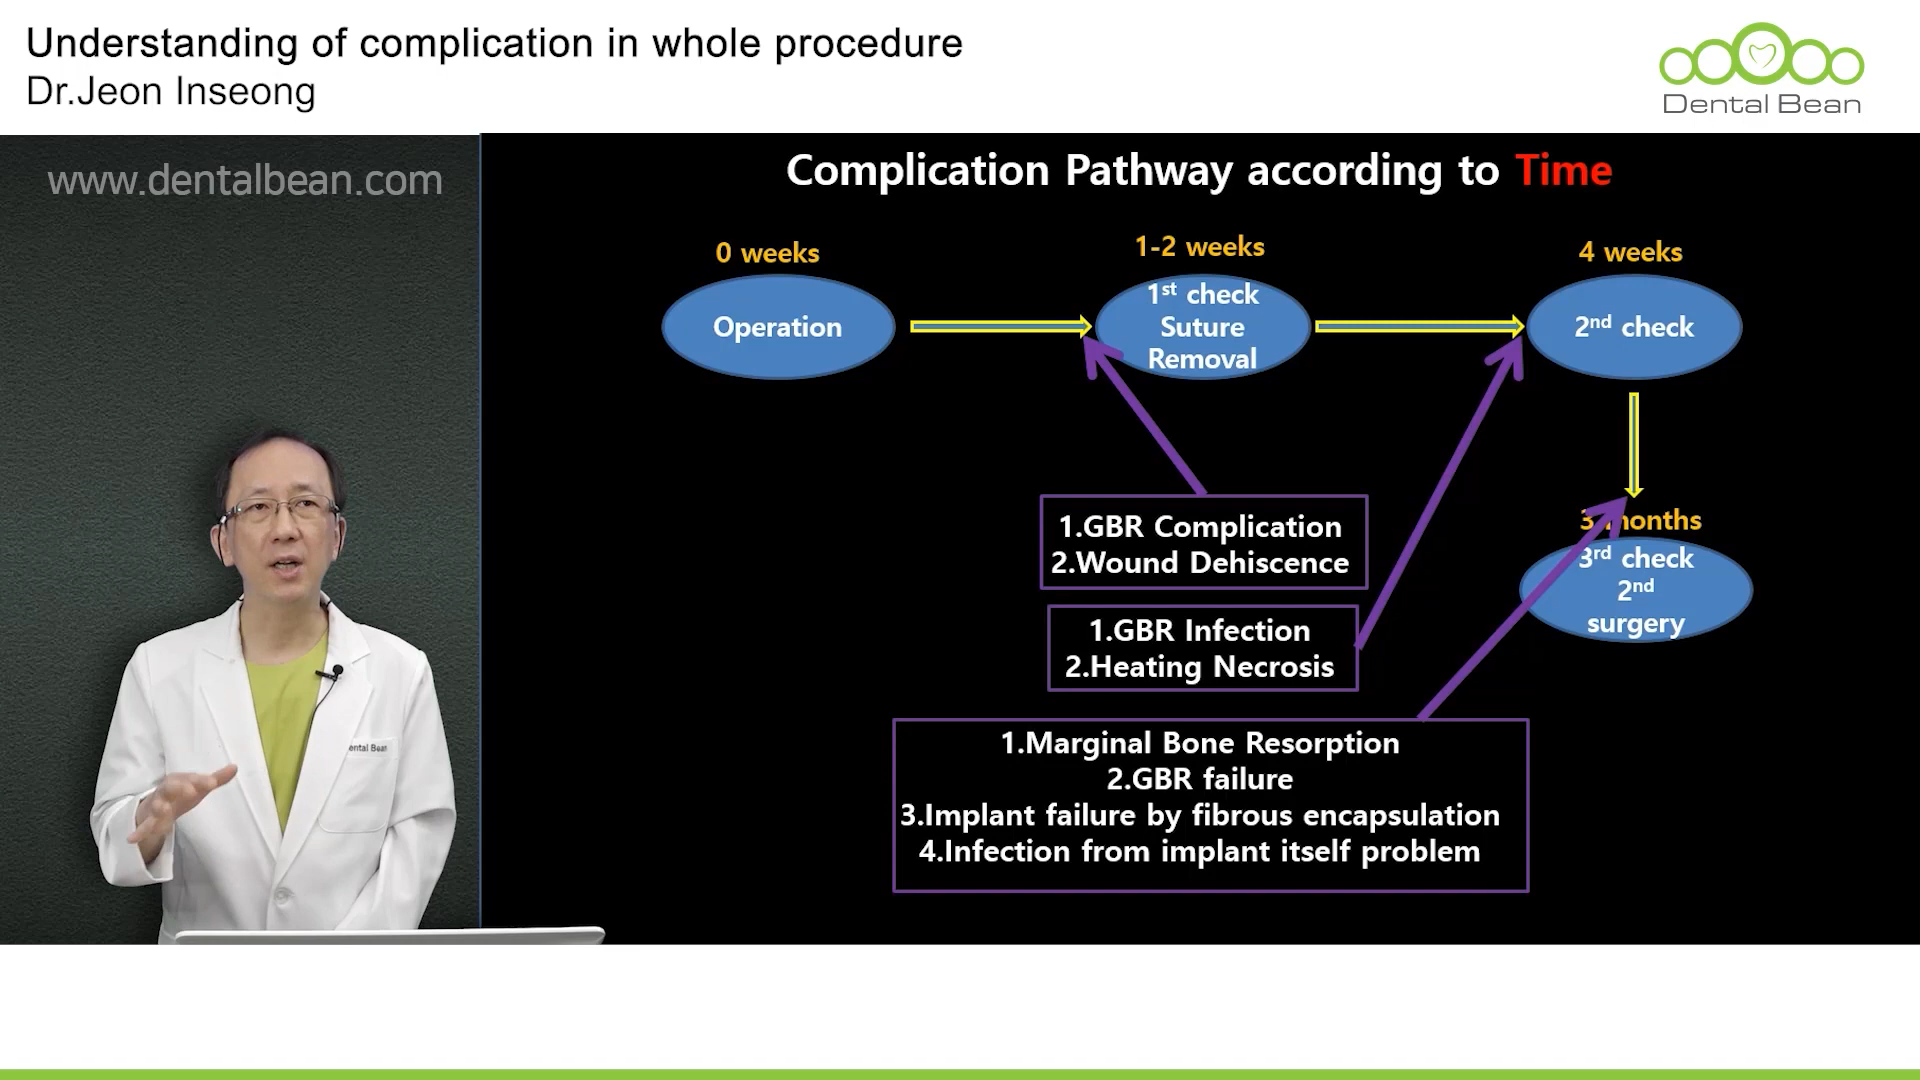 Understanding of complication in whole procedure
Dr.Jeon Inseong
Dental Bean
www.dentalbean.com
Complication Pathway according to Time
0 weeks
Operation
1-2 weeks
1st check
Suture
Removal
4 weeks
2nd check
3 months
3rd check
2nd
surgery
1.GBR Complication
2.Wound Dehiscence
1.GBR Infection
2.Heating Necrosis
1.Marginal Bone Resorption
2.GBR failure
3.Implant failure by fibrous encapsulation
4.Infection from implant itself problem
ental Bean